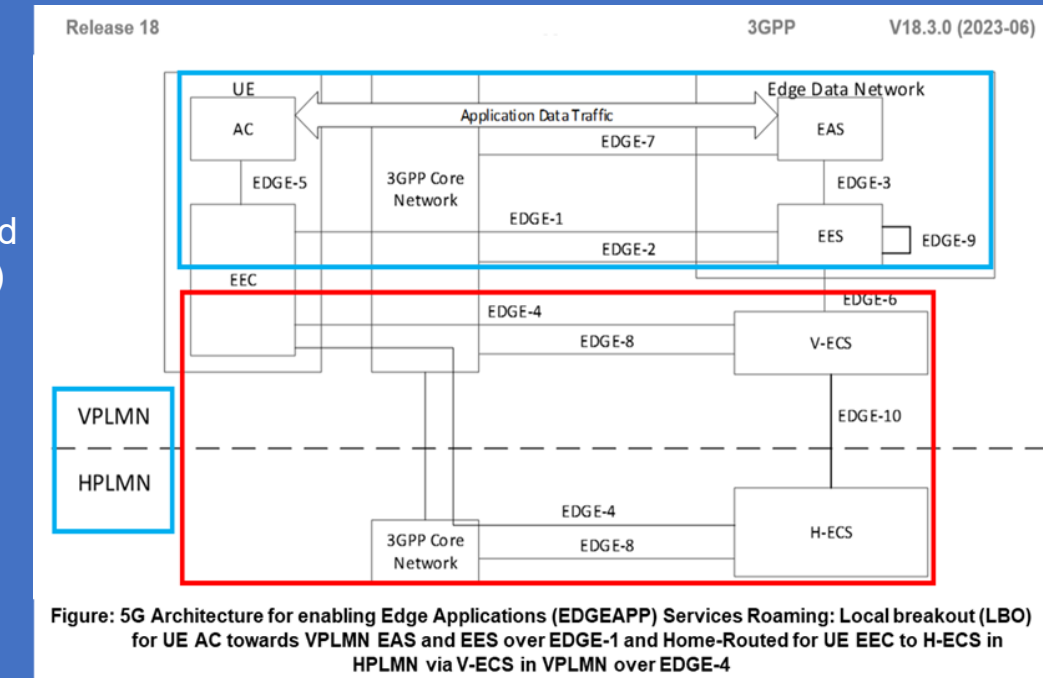 Release 18
3GPP V18.3.0 (2023-06)
d
)
UE
Edge Data Network
Application Data Traffic
AC
EAS
EDGE-7
EDGE-5
EDGE-3
3GPP Core
Network
EDGE-1
EES
EDGE-9
EDGE-2
EEC
EDGE-6
EDGE-4
EDGE-8
V-ECS
VPLMN
EDGE-10
HPLMN
EDGE-4
3GPP Core
Network
EDGE-8
H-ECS
Figure: 5G Architecture for enabling Edge Applications (EDGEAPP) Services Roaming: Local breakout (LBO)
for UE AC towards VPLMN EAS and EES over EDGE-1 and Home-Routed for UE EEC to H-ECS in
HPLMN via V-ECS in VPLMN over EDGE-4